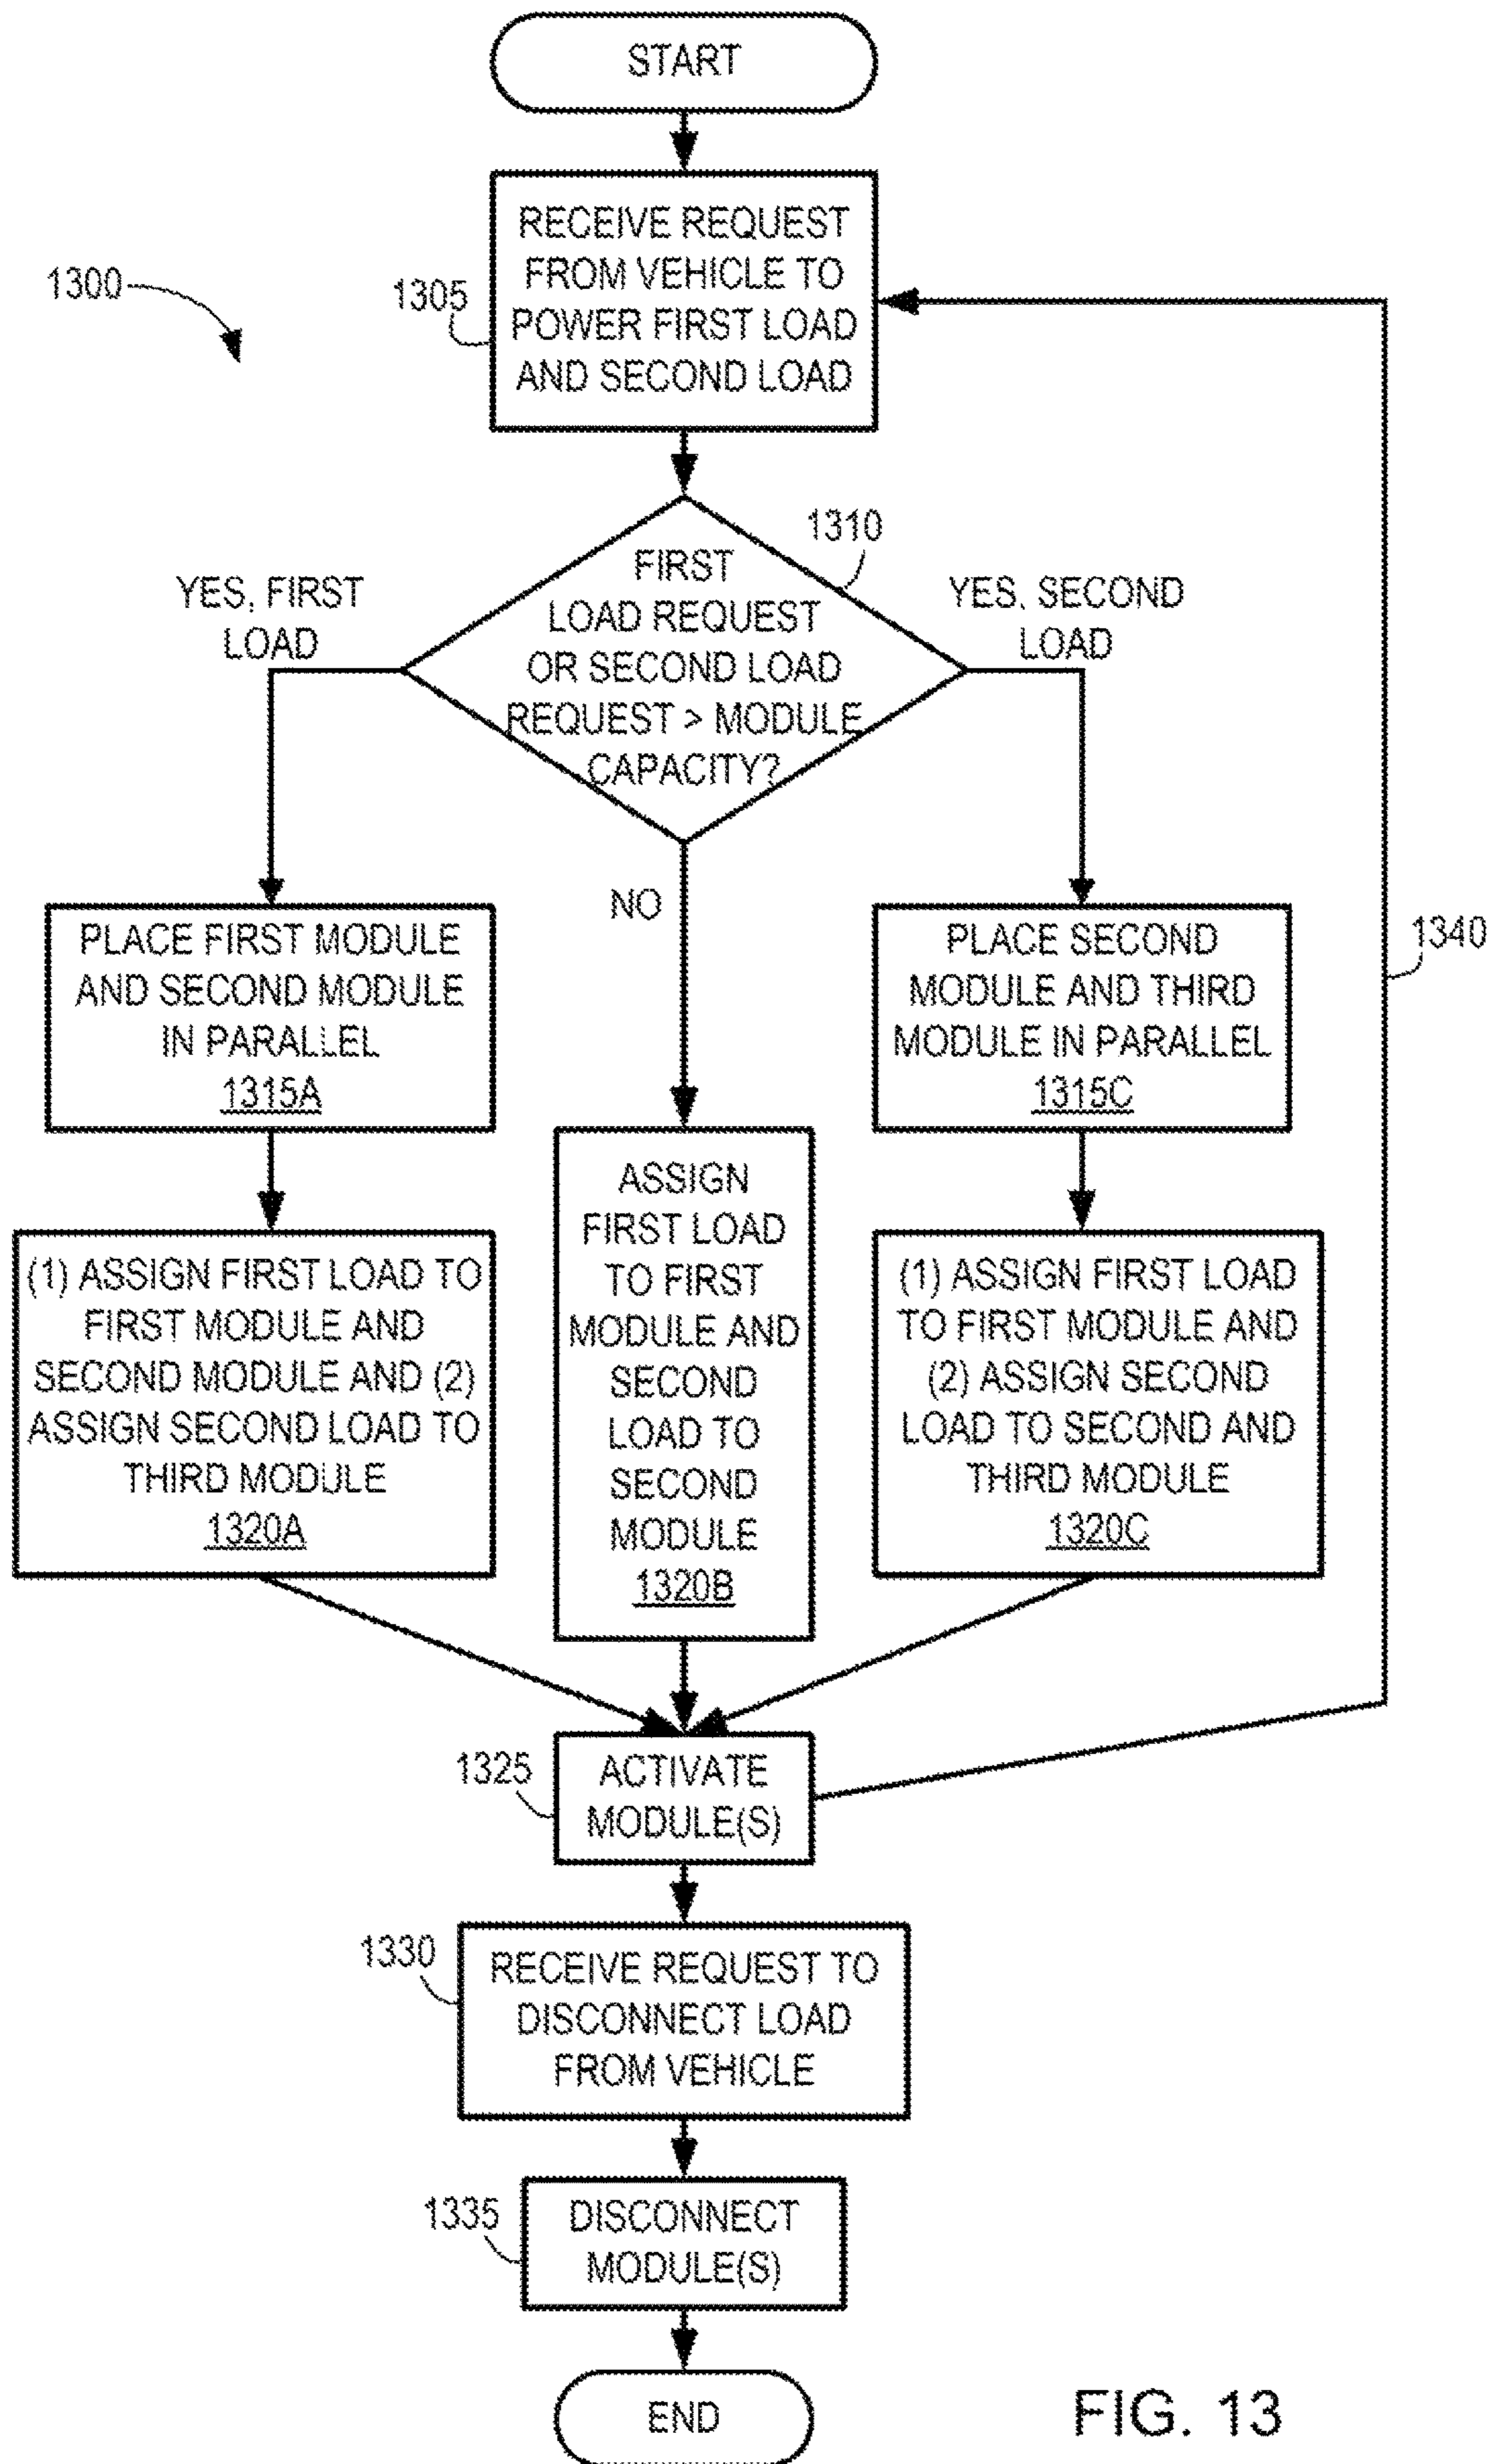 START
RECEIVE REQUEST
FROM VEHICLE TO
POWER FIRST LOAD
AND SECOND LOAD
1300
1305
1310
FIRST
LOAD REQUEST
OR SECOND LOAD
REQUEST > MODULE
CAPACITY?
YES, FIRST
LOAD
YES, SECOND
LOAD
NO
PLACE FIRST MODULE
AND SECOND MODULE
IN PARALLEL
1315A
PLACE SECOND
MODULE AND THIRD
MODULE IN PARALLEL
1315C
1340
(1) ASSIGN FIRST LOAD TO
FIRST MODULE AND
SECOND MODULE AND (2)
ASSIGN SECOND LOAD TO
THIRD MODULE
1320A
ASSIGN
FIRST LOAD
TO FIRST
MODULE AND
SECOND
LOAD TO
SECOND
MODULE
1320B
(1) ASSIGN FIRST LOAD
TO FIRST MODULE AND
(2) ASSIGN SECOND
LOAD TO SECOND AND
THIRD MODULE
1320C
1325
ACTIVATE
MODULE(S)
1330
RECEIVE REQUEST TO
DISCONNECT LOAD
FROM VEHICLE
1335
DISCONNECT
MODULE(S)
END
FIG. 13